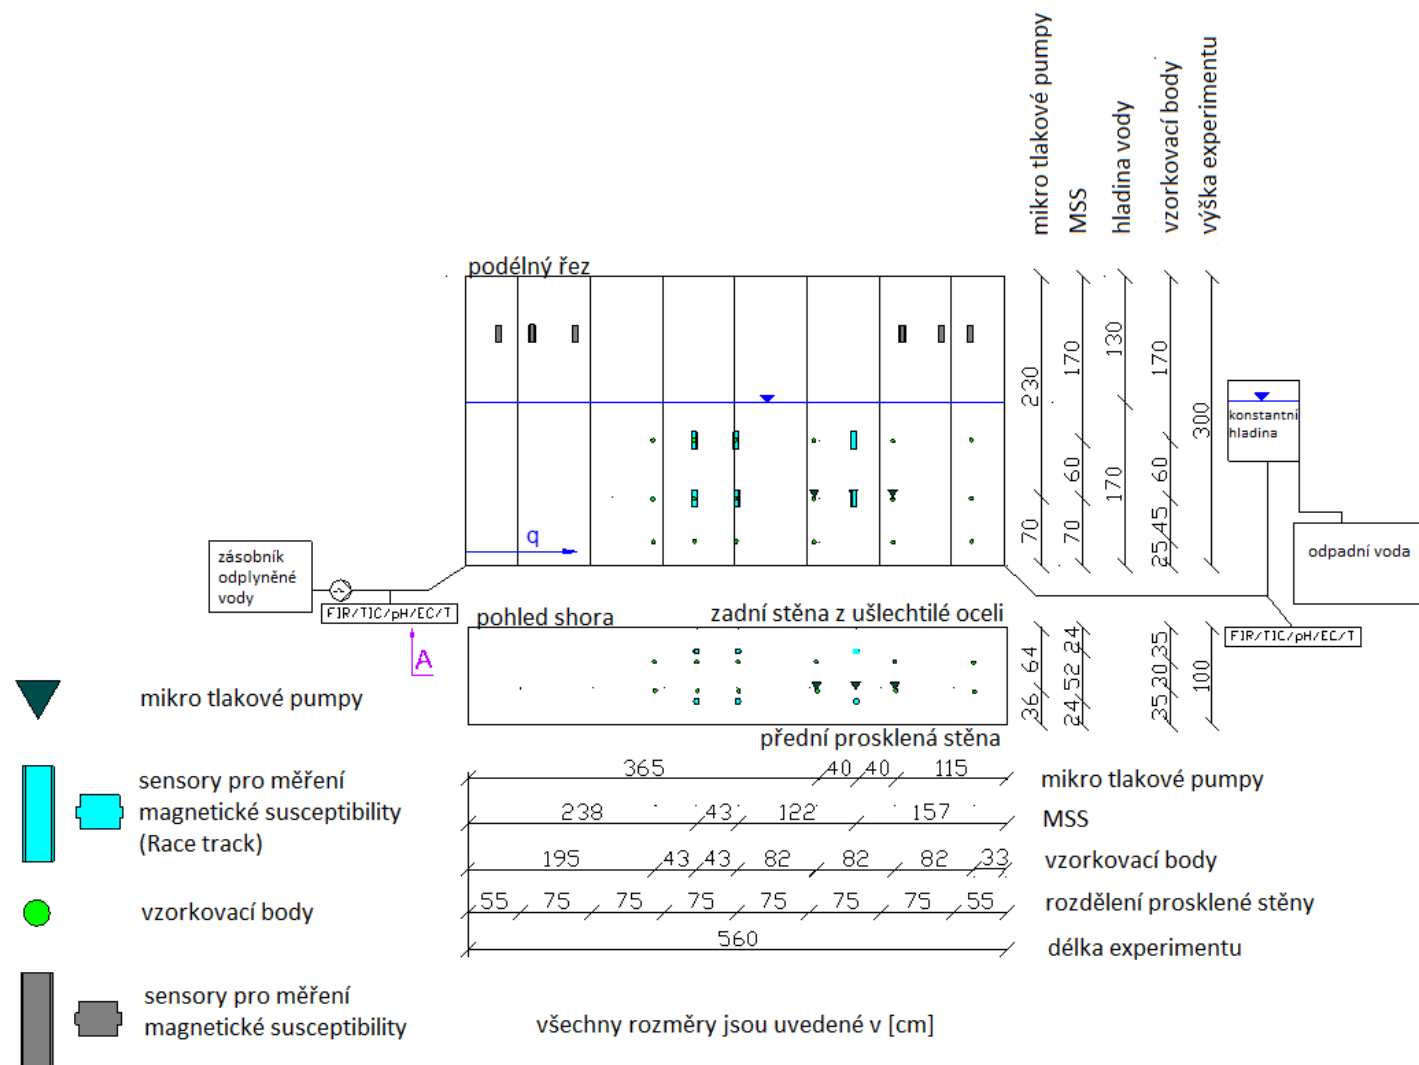 mikro tlakové pumpy
MSS
hladina vody
vzorkovací body
výška experimentu
podélný řez
230
70
170
60
70
130
170
170
60
45
25
300
konstantní
hladina
odpadní voda
q
zásobník
odplyněné
vody
FIR/TIC/pH/EC/T
FIR/TIC/pH/EC/T
A
pohled shora
zadní stěna z ušlechtilé oceli
64
36
24
52
24
35
30
35
100
přední prosklená stěna
mikro tlakové pumpy
sensory pro měření
magnetické susceptibility
(Race track)
vzorkovací body
sensory pro měření
magnetické susceptibility
365 40 40 115 mikro tlakové pumpy
238 43 122 157 MSS
195 43 43 82 82 82 33 vzorkovací body
55 75 75 75 75 75 75 55 rozdělení prosklené stěny
560 délka experimentu
všechny rozměry jsou uvedené v [cm]